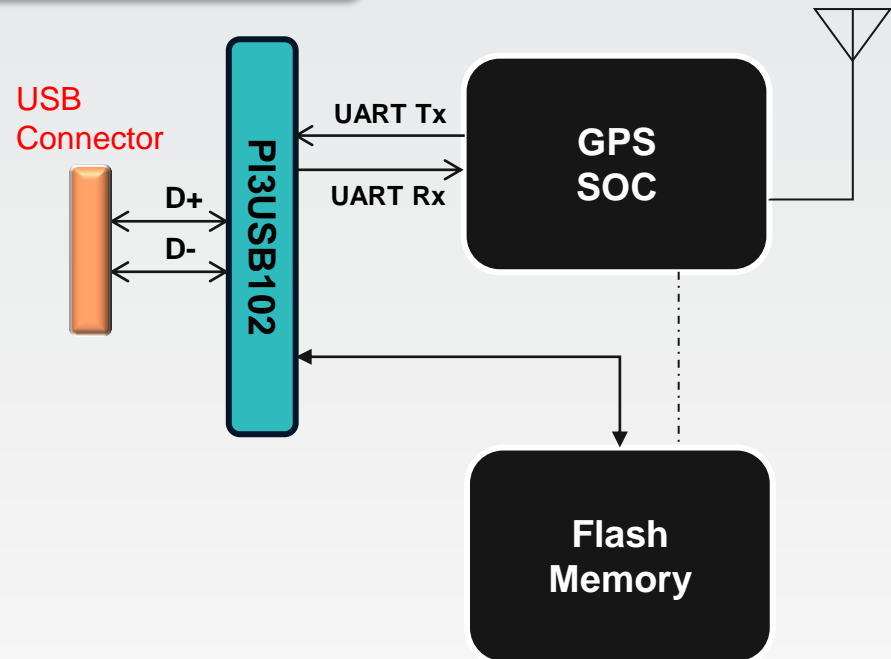 USB
Connector
D+
D-
PI3USB102
UART Tx
UART Rx
GPS
SOC
Flash
Memory